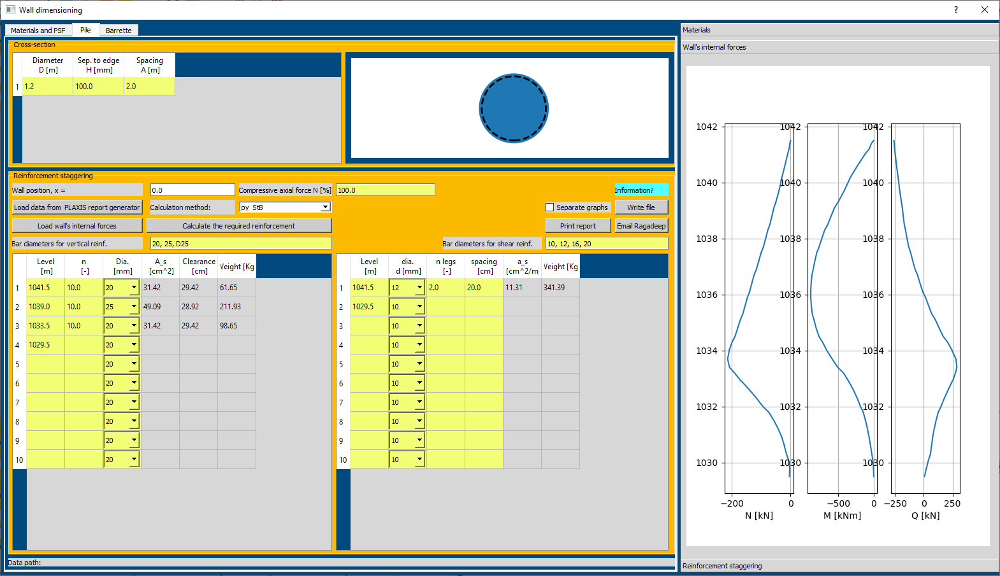 Wall dimensioning
?
Materials and PSF
Pile
Barrette
Cross-section
Diameter Sep. to edge Spacing
D [m] H [mm] A [m]
1 1.2 100.0 2.0
Reinforcement staggering
Wall position, x = 0.0 Compressive axial force N [%] 100.0 Information?
Load data from PLAXIS report generator Calculation method: py_StB Separate graphs Write file
Load wall's internal forces Calculate the required reinforcement Print report Email Ragadeep
Bar diameters for vertical reinf. 20, 25, D25 Bar diameters for shear reinf. 10, 12, 16, 20
Level n Dia. A_s Clearance Weight [Kg
[m] [-] [mm] [cm^2] [cm]
1 1041.5 10.0 20 31.42 29.42 61.65
2 1039.0 10.0 25 49.09 28.92 211.93
3 1033.5 10.0 20 31.42 29.42 98.65
4 1029.5 20
5 20
6 20
7 20
8 20
9 20
10 20
Level dia. n legs spacing a_s Weight [Kg
[m] d [mm] [-] [cm] [cm^2/m
1 1041.5 12 2.0 20.0 11.31 341.39
2 1029.5 10
3 10
4 10
5 10
6 10
7 10
8 10
9 10
10 10
Data path:
Materials
Wall's internal forces
1042 1042 1042
1040 1040 1040
1038 1038 1038
1036 1036 1036
1034 1034 1034
1032 1032 1032
1030 1030 1030
−200 0 −500 0 −250 0 250
N [kN] M [kNm] Q [kN]
Reinforcement staggering